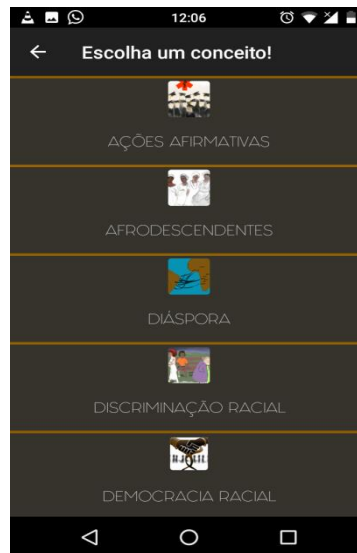 12:06
Escolha um conceito!
AÇÕES AFIRMATIVAS
AFRODESCENDENTES
DIÁSPORA
DISCRIMINAÇÃO RACIAL
DEMOCRACIA RACIAL